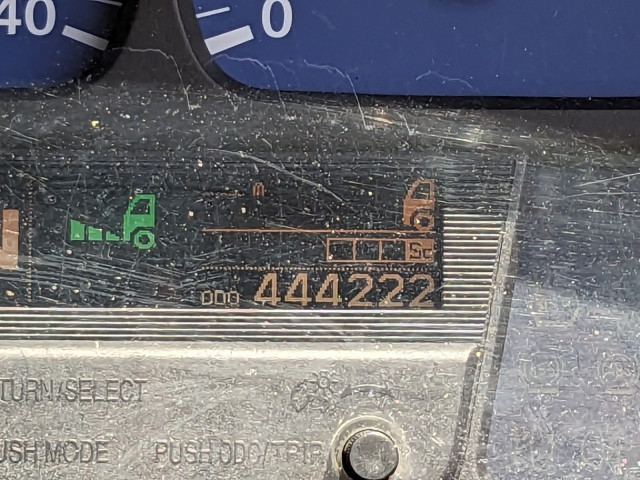 40
0
ODO 444222
TURN/SELECT
PUSH MODE PUSH ODO/TRIP